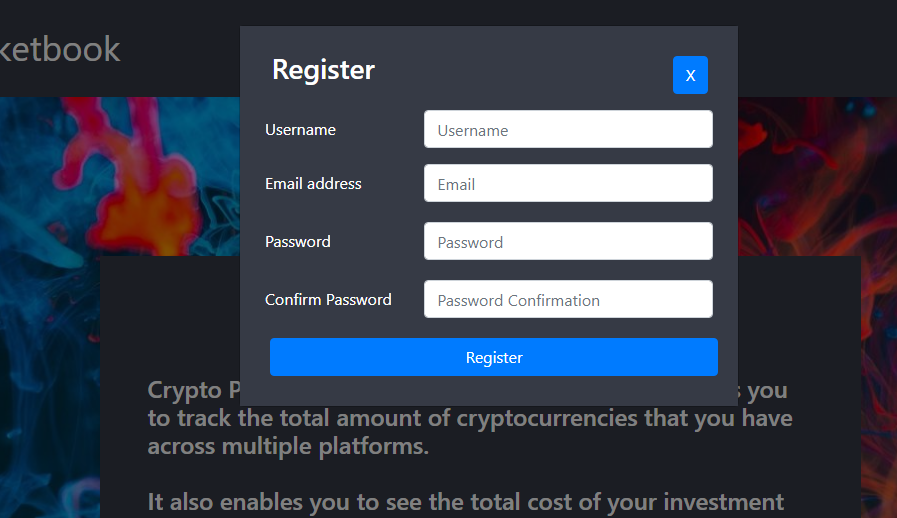 ketbook
Register
X
Username
Username
Email address
Email
Password
Password
Confirm Password
Password Confirmation
Register
Crypto P s you
to track the total amount of cryptocurrencies that you have
across multiple platforms.
It also enables you to see the total cost of your investment